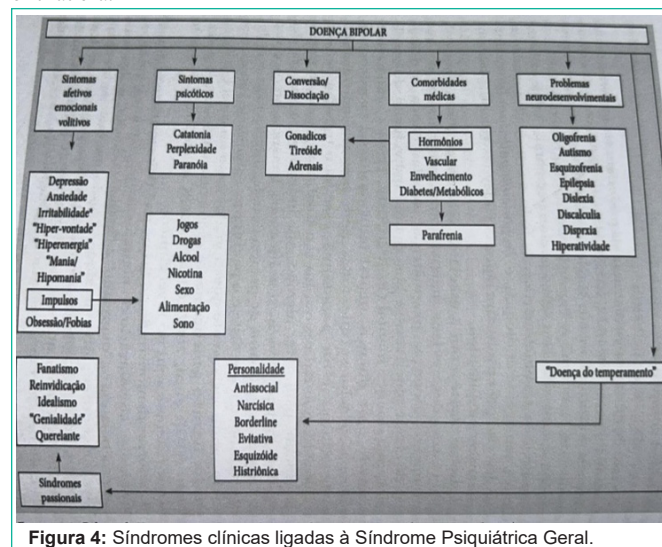 DOENÇA BIPOLAR
Sintomas
afetivos
emocionais
volitivos
Sintomas
psicóticos
Conversão/
Dissociação
Comorbidades
médicas
Problemas
neurodesenvolvimentais
Catatonia
Perplexidade
Paranóia
Gonadicos
Tireóide
Adrenais
Hormônios
Vascular
Envelhecimento
Diabetes/Metabólicos
Oligofrenia
Autismo
Esquizofrenia
Epilepsia
Dislexia
Discalculia
Disprxia
Hiperatividade
Parafrenia
Depressão
Ansiedade
Irritabilidade"
"Hiper-vontade"
"Hiperenergia"
"Mania/
Hipomania"
Impulsos
Obsessão/Fobias
Jogos
Drogas
Alcool
Nicotina
Sexo
Alimentação
Sono
Fanatismo
Reinvidicação
Idealismo
"Genialidade"
Querelante
Personalidade
Antissocial
Narcísica
Borderline
Evitativa
Esquizóide
Histriônica
"Doença do temperamento"
Síndromes
passionais
Figura 4: Síndromes clínicas ligadas à Síndrome Psiquiátrica Geral.